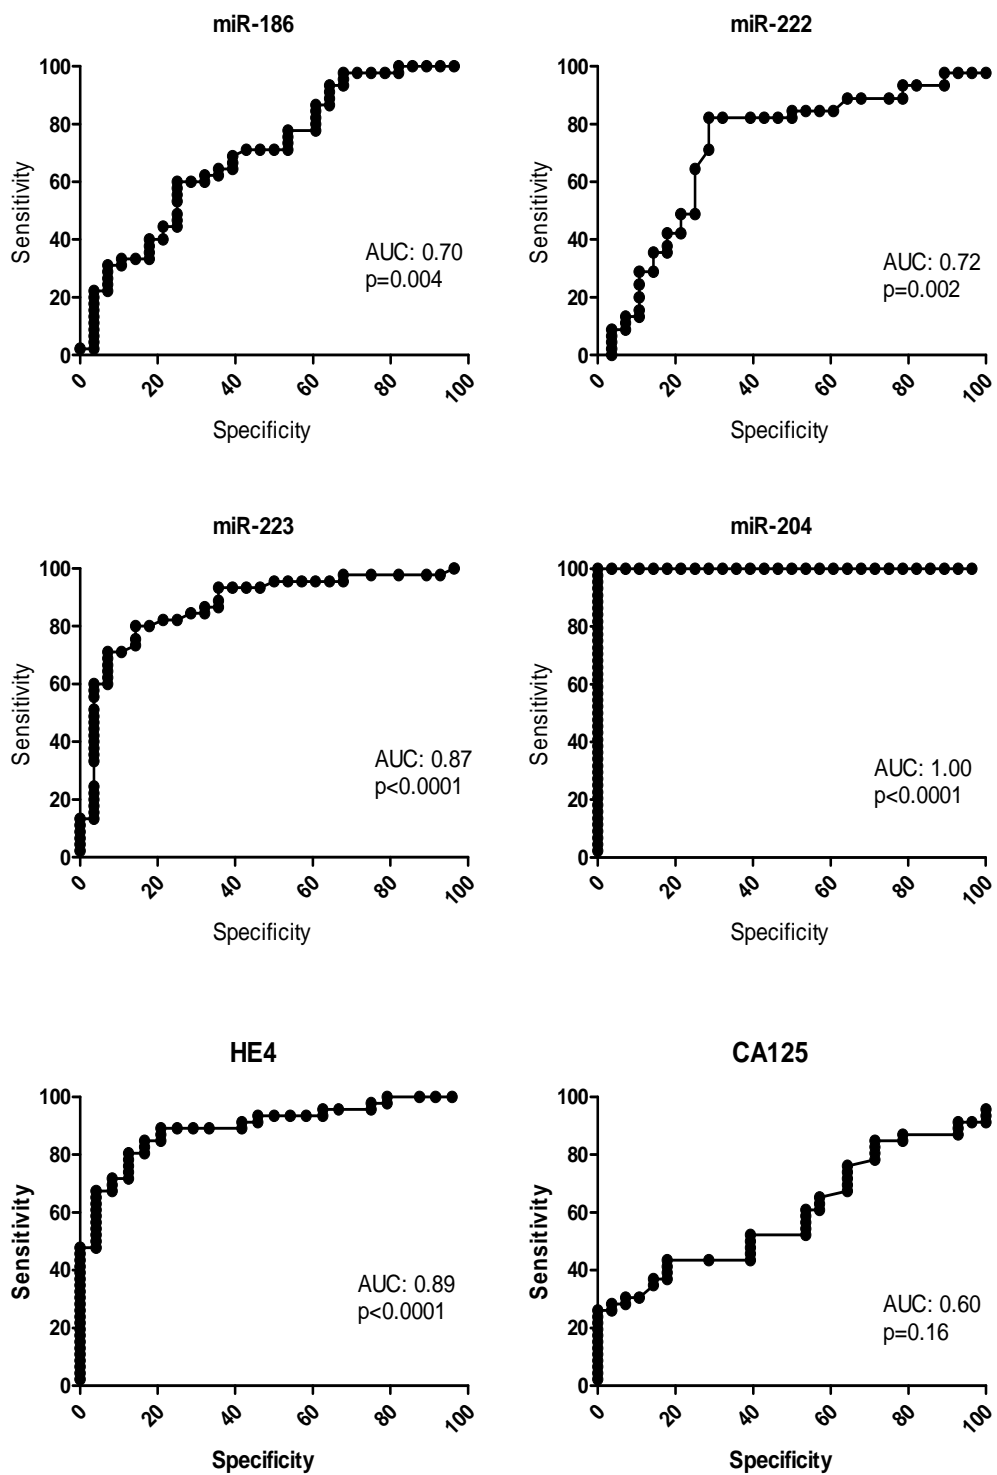 miR-186
100
80
60
40
20
0
Sensitivity
AUC: 0.70
p=0.004
0 20 40 60 80 100
Specificity
miR-222
100
80
60
40
20
0
Sensitivity
AUC: 0.72
p=0.002
0 20 40 60 80 100
Specificity
miR-223
100
80
60
40
20
0
Sensitivity
AUC: 0.87
p<0.0001
0 20 40 60 80 100
Specificity
miR-204
100
80
60
40
20
0
Sensitivity
AUC: 1.00
p<0.0001
0 20 40 60 80 100
Specificity
HE4
100
80
60
40
20
0
Sensitivity
AUC: 0.89
p<0.0001
0 20 40 60 80 100
Specificity
CA125
100
80
60
40
20
0
Sensitivity
AUC: 0.60
p=0.16
0 20 40 60 80 100
Specificity